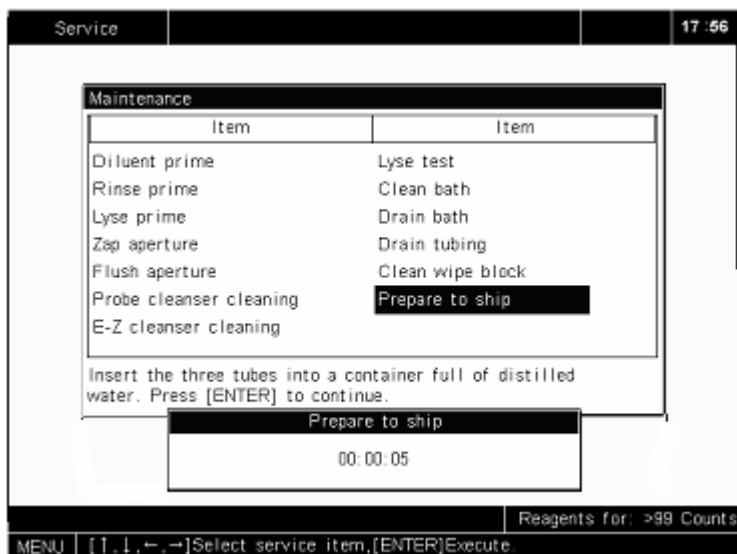 Service 17:56
Maintenance
Item Item
Diluent prime Lyse test
Rinse prime Clean bath
Lyse prime Drain bath
Zap aperture Drain tubing
Flush aperture Clean wipe block
Probe cleanser cleaning Prepare to ship
E-Z cleanser cleaning
Insert the three tubes into a container full of distilled
water. Press [ENTER] to continue.
Prepare to ship
00:00:05
Reagents for: >99 Counts
MENU [↑,↓,←,→]Select service item,[ENTER]Execute.